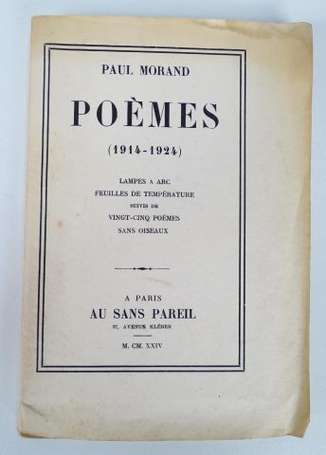 PAUL MORAND
POÈMES
(1914-1924)
LAMPES A ARC
FEUILLES DE TEMPÉRATURE
SUIVIS DE
VINGT-CINQ POÈMES
SANS OISEAUX
A PARIS
AU SANS PAREIL
37, AVENUE KLÉBER
M. CM. XXIV